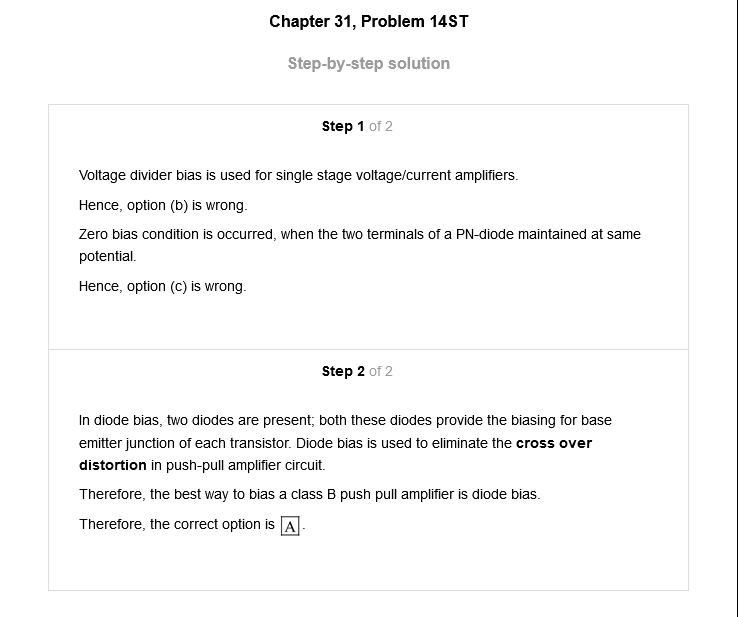 Chapter 31, Problem 14ST
Step-by-step solution
Step 1 of 2
Voltage divider bias is used for single stage voltage/current amplifiers.
Hence, option (b) is wrong.
Zero bias condition is occurred, when the two terminals of a PN-diode maintained at same
potential.
Hence, option (c) is wrong.
Step 2 of 2
In diode bias, two diodes are present; both these diodes provide the biasing for base
emitter junction of each transistor. Diode bias is used to eliminate the cross over
distortion in push-pull amplifier circuit.
Therefore, the best way to bias a class B push pull amplifier is diode bias.
Therefore, the correct option is A.